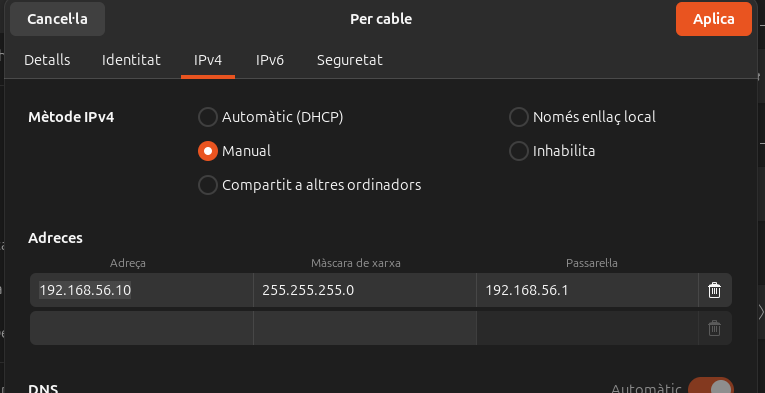 Cancel·la Per cable Aplica
Detalls Identitat IPv4 IPv6 Seguretat
Mètode IPv4 Automàtic (DHCP) Només enllaç local
Manual Inhabilita
Compartit a altres ordinadors
Adreces
Adreça Màscara de xarxa Passarel·la
192.168.56.10 255.255.255.0 192.168.56.1
DNS Automàtic